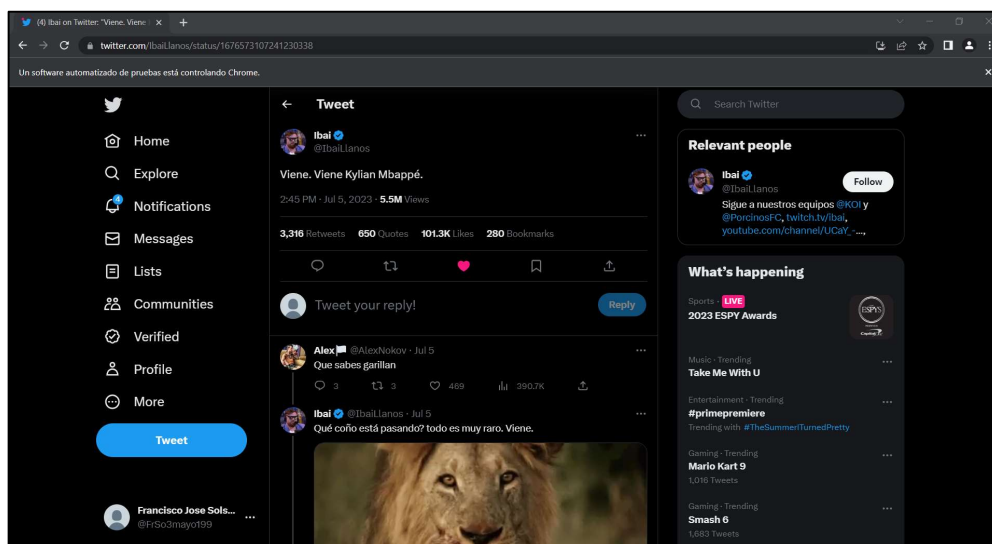 (4) Ibai on Twitter: "Viene. Viene
twitter.com/IbaiLlanos/status/1676573107241230338
Un software automatizado de pruebas está controlando Chrome.
Home
Explore
4
Notifications
Messages
Lists
Communities
Verified
Profile
More
Tweet
Francisco Jose Sols...
@FrSo3mayo199
Tweet
Ibai
@IbaiLlanos
Viene. Viene Kylian Mbappé.
2:45 PM · Jul 5, 2023 · 5.5M Views
3,316 Retweets 650 Quotes 101.3K Likes 280 Bookmarks
Tweet your reply!
Reply
Alex @AlexNokov · Jul 5
Que sabes garillan
3 3 469 390.7K
Ibai @IbaiLlanos · Jul 5
Qué coño está pasando? todo es muy raro. Viene.
Search Twitter
Relevant people
Ibai
@IbaiLlanos
Follow
Sigue a nuestros equipos @KOI y
@PorcinosFC, twitch.tv/ibai,
youtube.com/channel/UCaY_-...,
What's happening
Sports · LIVE
2023 ESPY Awards
ESPYS
Music · Trending
Take Me With U
Entertainment · Trending
#primepremiere
Trending with #TheSummerITurnedPretty
Gaming · Trending
Mario Kart 9
1,016 Tweets
Gaming · Trending
Smash 6
1,683 Tweets